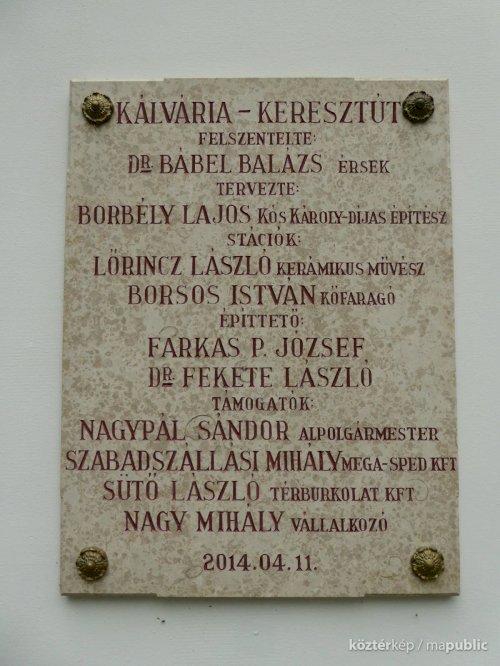 KÁLVÁRIA – KERESZTÚT
FELSZENTELTE:
DR. BÁBEL BALÁZS ÉRSEK
TERVEZTE:
BORBÉLY LAJOS KÓS KÁROLY-DÍJAS ÉPÍTÉSZ
STÁCIÓK:
LŐRINCZ LÁSZLÓ KERÁMIKUS MŰVÉSZ
BORSOS ISTVÁN KŐFARAGÓ
ÉPÍTTETŐ:
FARKAS P. JÓZSEF
DR. FEKETE LÁSZLÓ
TÁMOGATÓK:
NAGYPÁL SÁNDOR ALPOLGÁRMESTER
SZABADSZÁLLÁSI MIHÁLY MEGA-SPED KFT
SÜTŐ LÁSZLÓ TÉRBURKOLAT KFT
NAGY MIHÁLY VÁLLALKOZÓ
2014.04.11.
köztérkép / mapublic